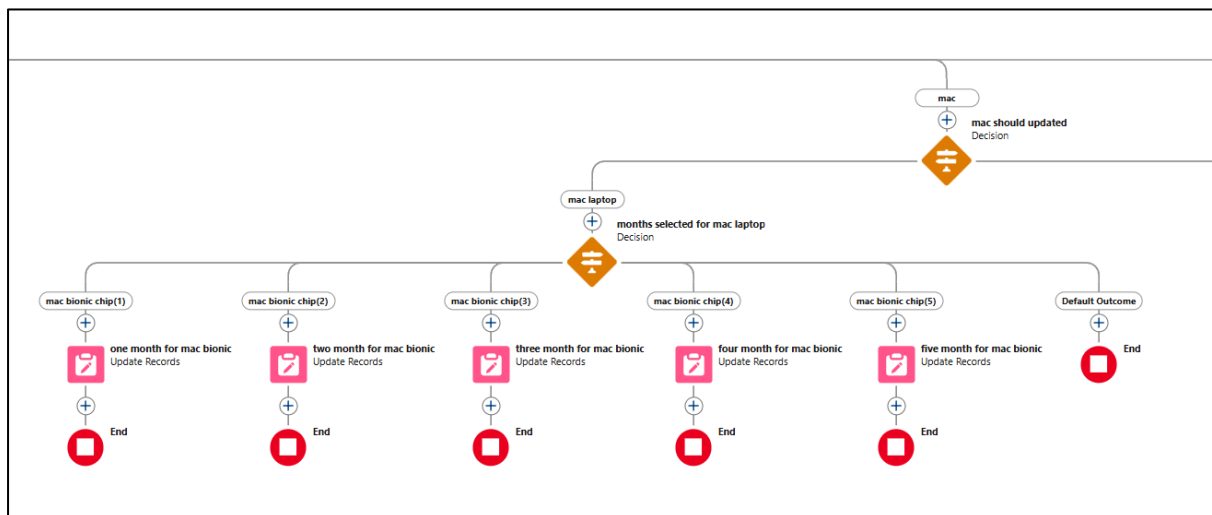 mac
mac should updated
Decision
mac laptop
months selected for mac laptop
Decision
mac bionic chip(1)
mac bionic chip(2)
mac bionic chip(3)
mac bionic chip(4)
mac bionic chip(5)
Default Outcome
one month for mac bionic
Update Records
two month for mac bionic
Update Records
three month for mac bionic
Update Records
four month for mac bionic
Update Records
five month for mac bionic
Update Records
End
End
End
End
End
End